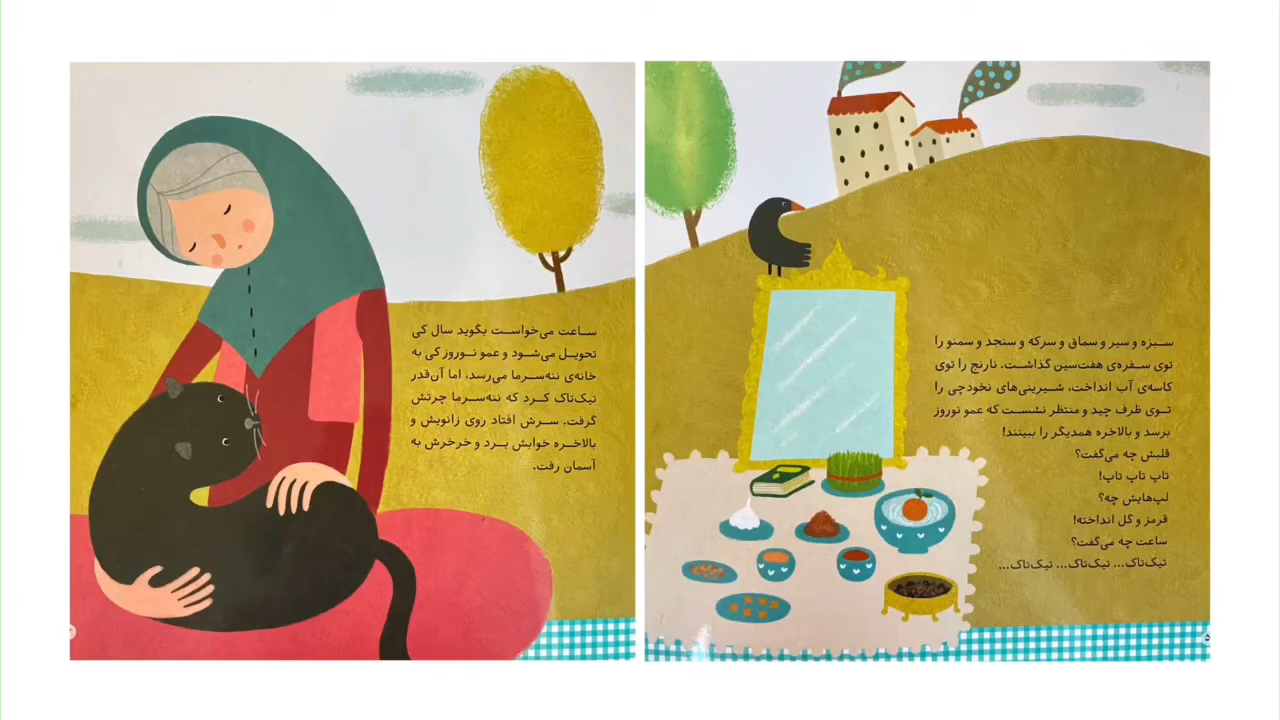 سبزه و سیر و سماق و سرکه و سنجد و سمنو را
توی سفره‌ی هفت‌سین گذاشت. نارنج را توی
کاسه‌ی آب انداخت، شیرینی‌های نخودچی را
توی ظرف چید و منتظر نشست که عمو نوروز
برسد و بالاخره همدیگر را ببینند!
قلبش چه می‌گفت؟
تاپ تاپ تاپ!
لپ‌هایش چه؟
قرمز و گل انداخته!
ساعت چه می‌گفت؟
تیک‌تاک... تیک‌تاک... تیک‌تاک...
۵
ساعت می‌خواست بگوید سال کی
تحویل می‌شود و عمو نوروز کی به
خانه‌ی ننه‌سرما می‌رسد، اما آن‌قدر
تیک‌تاک کرد که ننه‌سرما چرتش
گرفت. سرش افتاد روی زانویش و
بالاخره خوابش برد و خرخرش به
آسمان رفت.